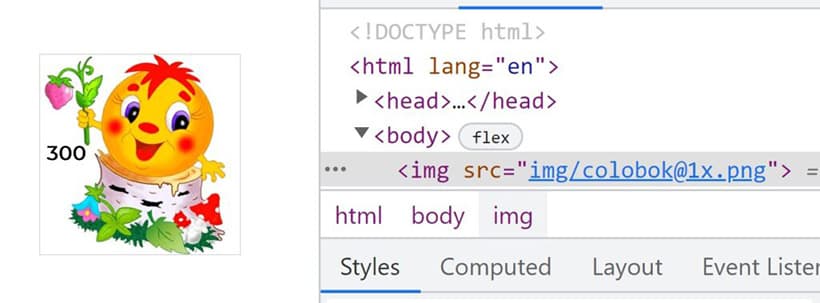 300
<!DOCTYPE html>
<html lang="en">
<head>…</head>
<body> flex
··· <img src="img/colobok@1x.png"> =
html body img
Styles Computed Layout Event Listen